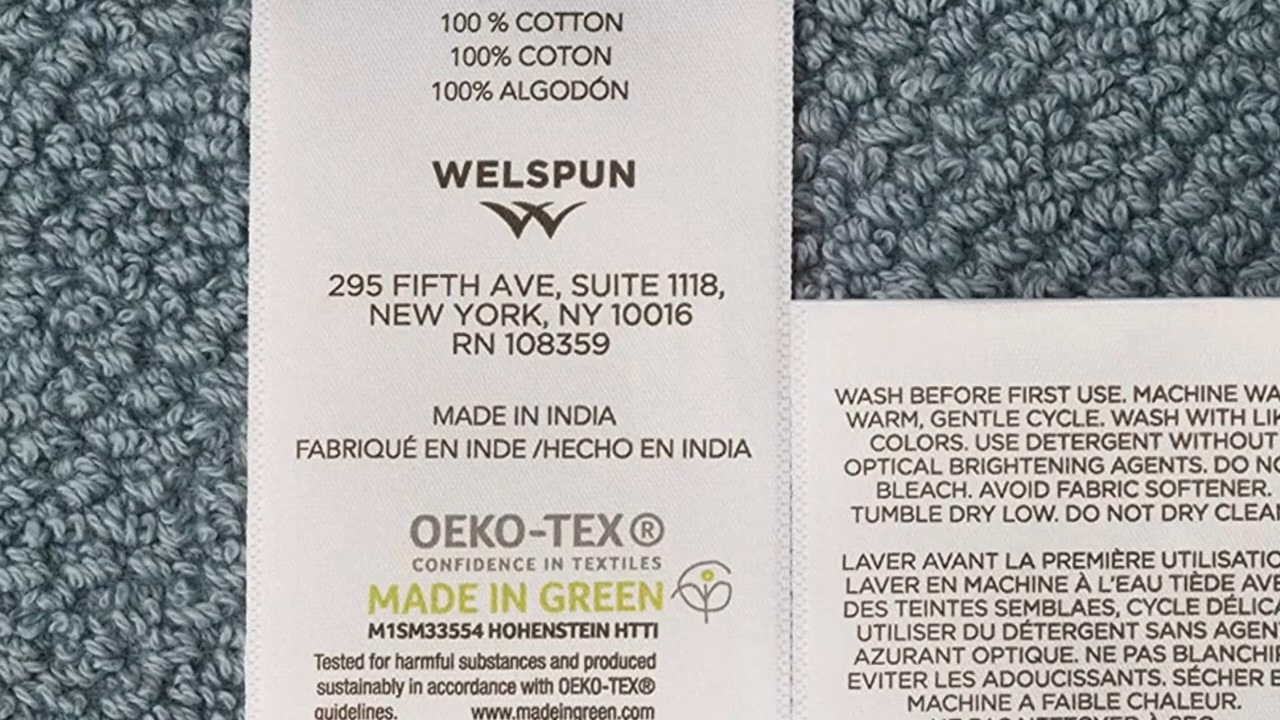 100 % COTTON
100% COTON
100% ALGODÓN
WELSPUN
295 FIFTH AVE, SUITE 1118,
NEW YORK, NY 10016
RN 108359
MADE IN INDIA
FABRIQUÉ EN INDE /HECHO EN INDIA
OEKO-TEX®
CONFIDENCE IN TEXTILES
MADE IN GREEN
M1SM33554 HOHENSTEIN HTTI
Tested for harmful substances and produced
sustainably in accordance with OEKO-TEX®
guidelines. www.madeingreen.com
WASH BEFORE FIRST USE. MACHINE WA
WARM, GENTLE CYCLE. WASH WITH LIK
COLORS. USE DETERGENT WITHOUT
OPTICAL BRIGHTENING AGENTS. DO NO
BLEACH. AVOID FABRIC SOFTENER.
TUMBLE DRY LOW. DO NOT DRY CLEA
LAVER AVANT LA PREMIÈRE UTILISATIO
LAVER EN MACHINE À L'EAU TIÈDE AVE
DES TEINTES SEMBLAES, CYCLE DÉLICA
UTILISER DU DÉTERGENT SANS AGEN
AZURANT OPTIQUE. NE PAS BLANCHI
EVITER LES ADOUCISSANTS. SÉCHER E
MACHINE A FAIBLE CHALEUR.